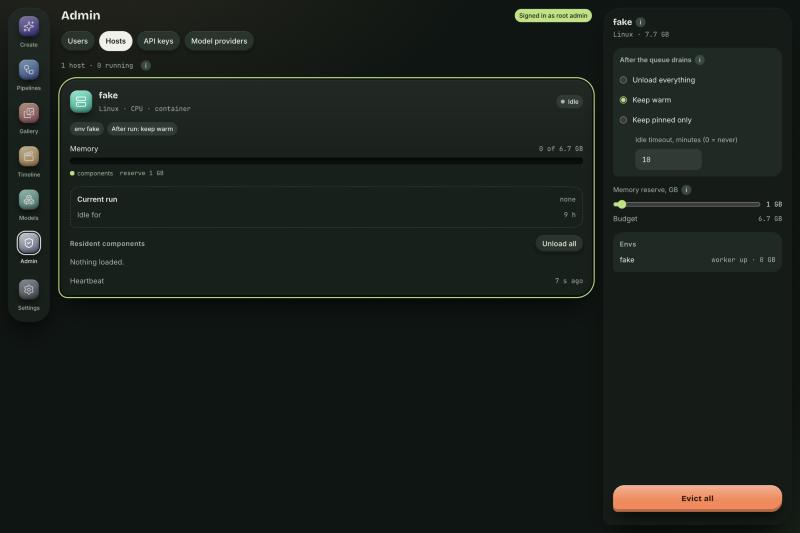 Admin
Signed in as root admin
Users
Hosts
API keys
Model providers
1 host · 0 running
i
Create
Pipelines
Gallery
Timeline
Models
Admin
Settings
fake
Linux · CPU · container
Idle
env fake
After run: keep warm
Memory
0 of 6.7 GB
components
reserve 1 GB
Current run
none
Idle for
9 h
Resident components
Unload all
Nothing loaded.
Heartbeat
7 s ago
fake
i
Linux · 7.7 GB
After the queue drains
i
Unload everything
Keep warm
Keep pinned only
Idle timeout, minutes (0 = never)
10
Memory reserve, GB
i
1 GB
Budget
6.7 GB
Envs
fake
worker up · 0 GB
Evict all